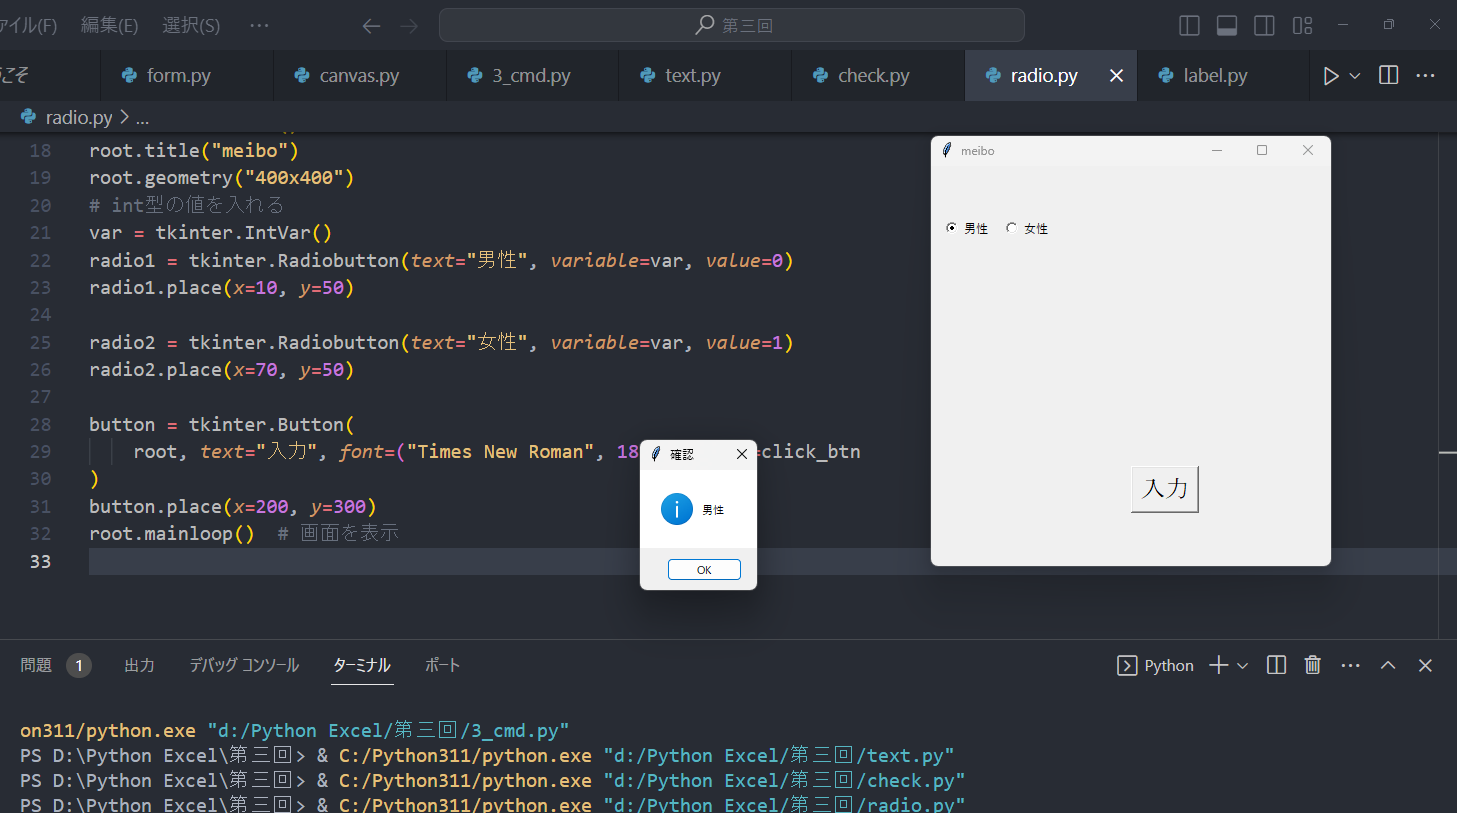 ァイル(F) 編集(E) 選択(S) ··· 第三回
こそ form.py canvas.py 3_cmd.py text.py check.py radio.py label.py
radio.py > ...
18 root.title("meibo")
19 root.geometry("400x400")
20 # int型の値を入れる
21 var = tkinter.IntVar()
22 radio1 = tkinter.Radiobutton(text="男性", variable=var, value=0)
23 radio1.place(x=10, y=50)
24
25 radio2 = tkinter.Radiobutton(text="女性", variable=var, value=1)
26 radio2.place(x=70, y=50)
27
28 button = tkinter.Button(
29 root, text="入力", font=("Times New Roman", 18 =click_btn
30 )
31 button.place(x=200, y=300)
32 root.mainloop() # 画面を表示
33
meibo
男性 女性
入力
確認
男性
OK
問題 1 出力 デバッグ コンソール ターミナル ポート Python
on311/python.exe "d:/Python Excel/第三回/3_cmd.py"
PS D:\Python Excel\第三回> & C:/Python311/python.exe "d:/Python Excel/第三回/text.py"
PS D:\Python Excel\第三回> & C:/Python311/python.exe "d:/Python Excel/第三回/check.py"
PS D:\Python Excel\第三回> & C:/Python311/python.exe "d:/Python Excel/第三回/radio.py"